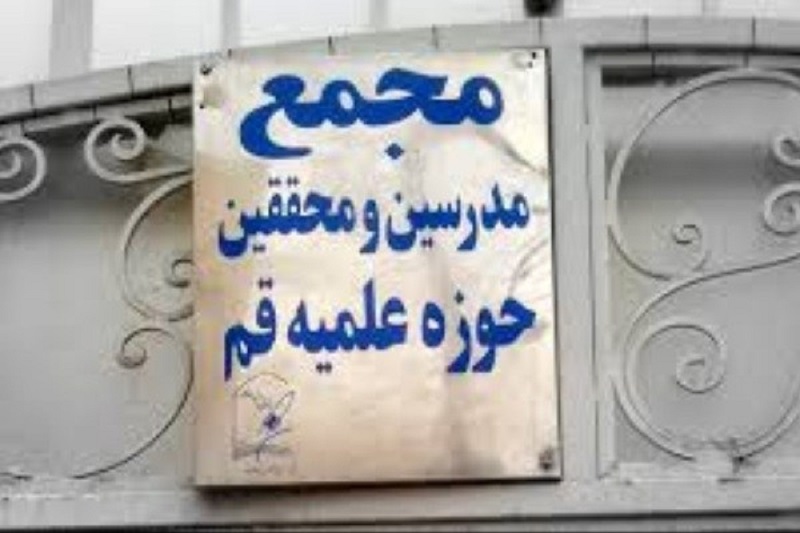 مجمع
مدرسین و محققین
حوزه علمیه قم